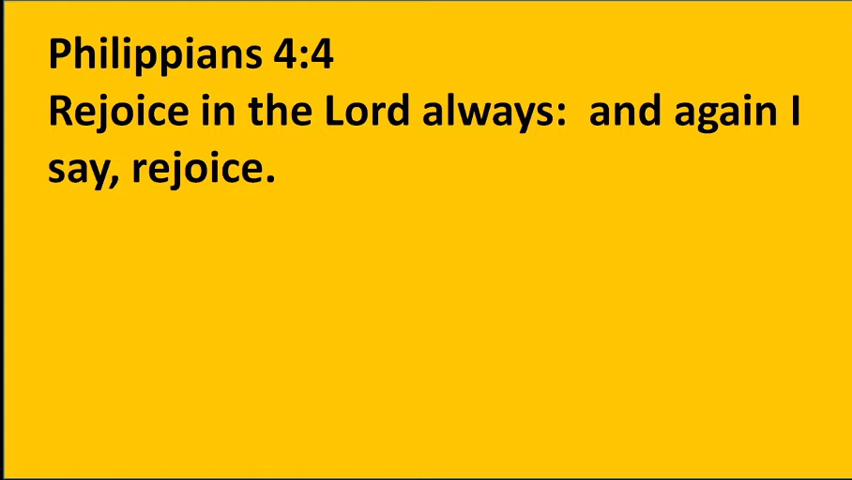 Philippians 4:4
Rejoice in the Lord always:  and again I
say, rejoice.